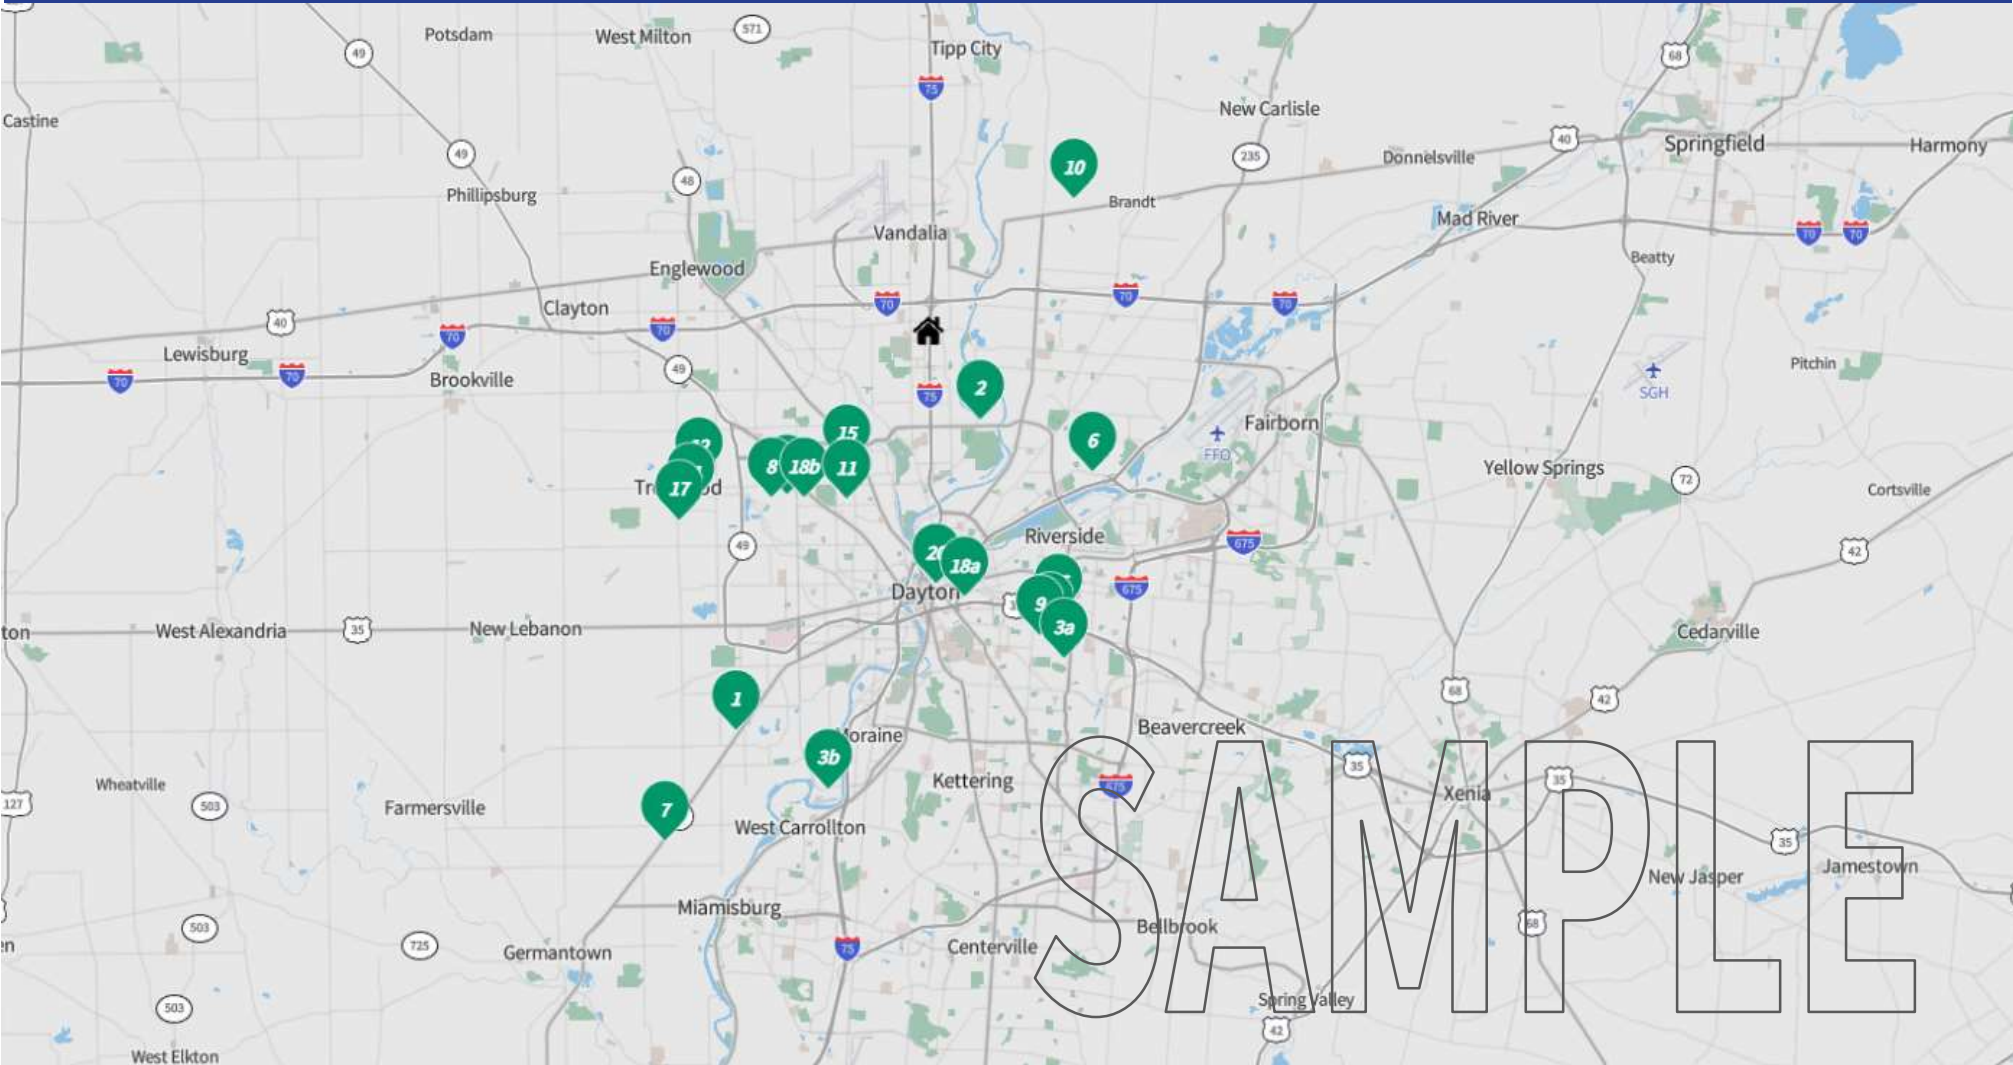 Potsdam
West Milton
571
Tipp City
49
68
75
New Carlisle
Castine
40
Springfield
Harmony
49
10
235
Donnelsville
48
Phillipsburg
Brandt
Mad River
Vandalia
70
70
Beatty
Englewood
Clayton
70
70
70
40
70
70
Lewisburg
70
70
49
Brookville
2
75
Pitchin
SGH
15
6
Fairborn
FFO
8
18b
11
Yellow Springs
72
17
Cortsville
49
Riverside
675
42
20
18a
Dayton
675
9
3a
ton
West Alexandria
35
New Lebanon
Cedarville
1
68
42
Moraine
Beavercreek
3b
35
35
Wheatville
Kettering
675
Xenia
127
503
Farmersville
7
West Carrollton
SAMPLE
35
New Jasper
Jamestown
Miamisburg
68
503
725
Germantown
75
Centerville
Bellbrook
en
503
Spring Valley
42
West Elkton